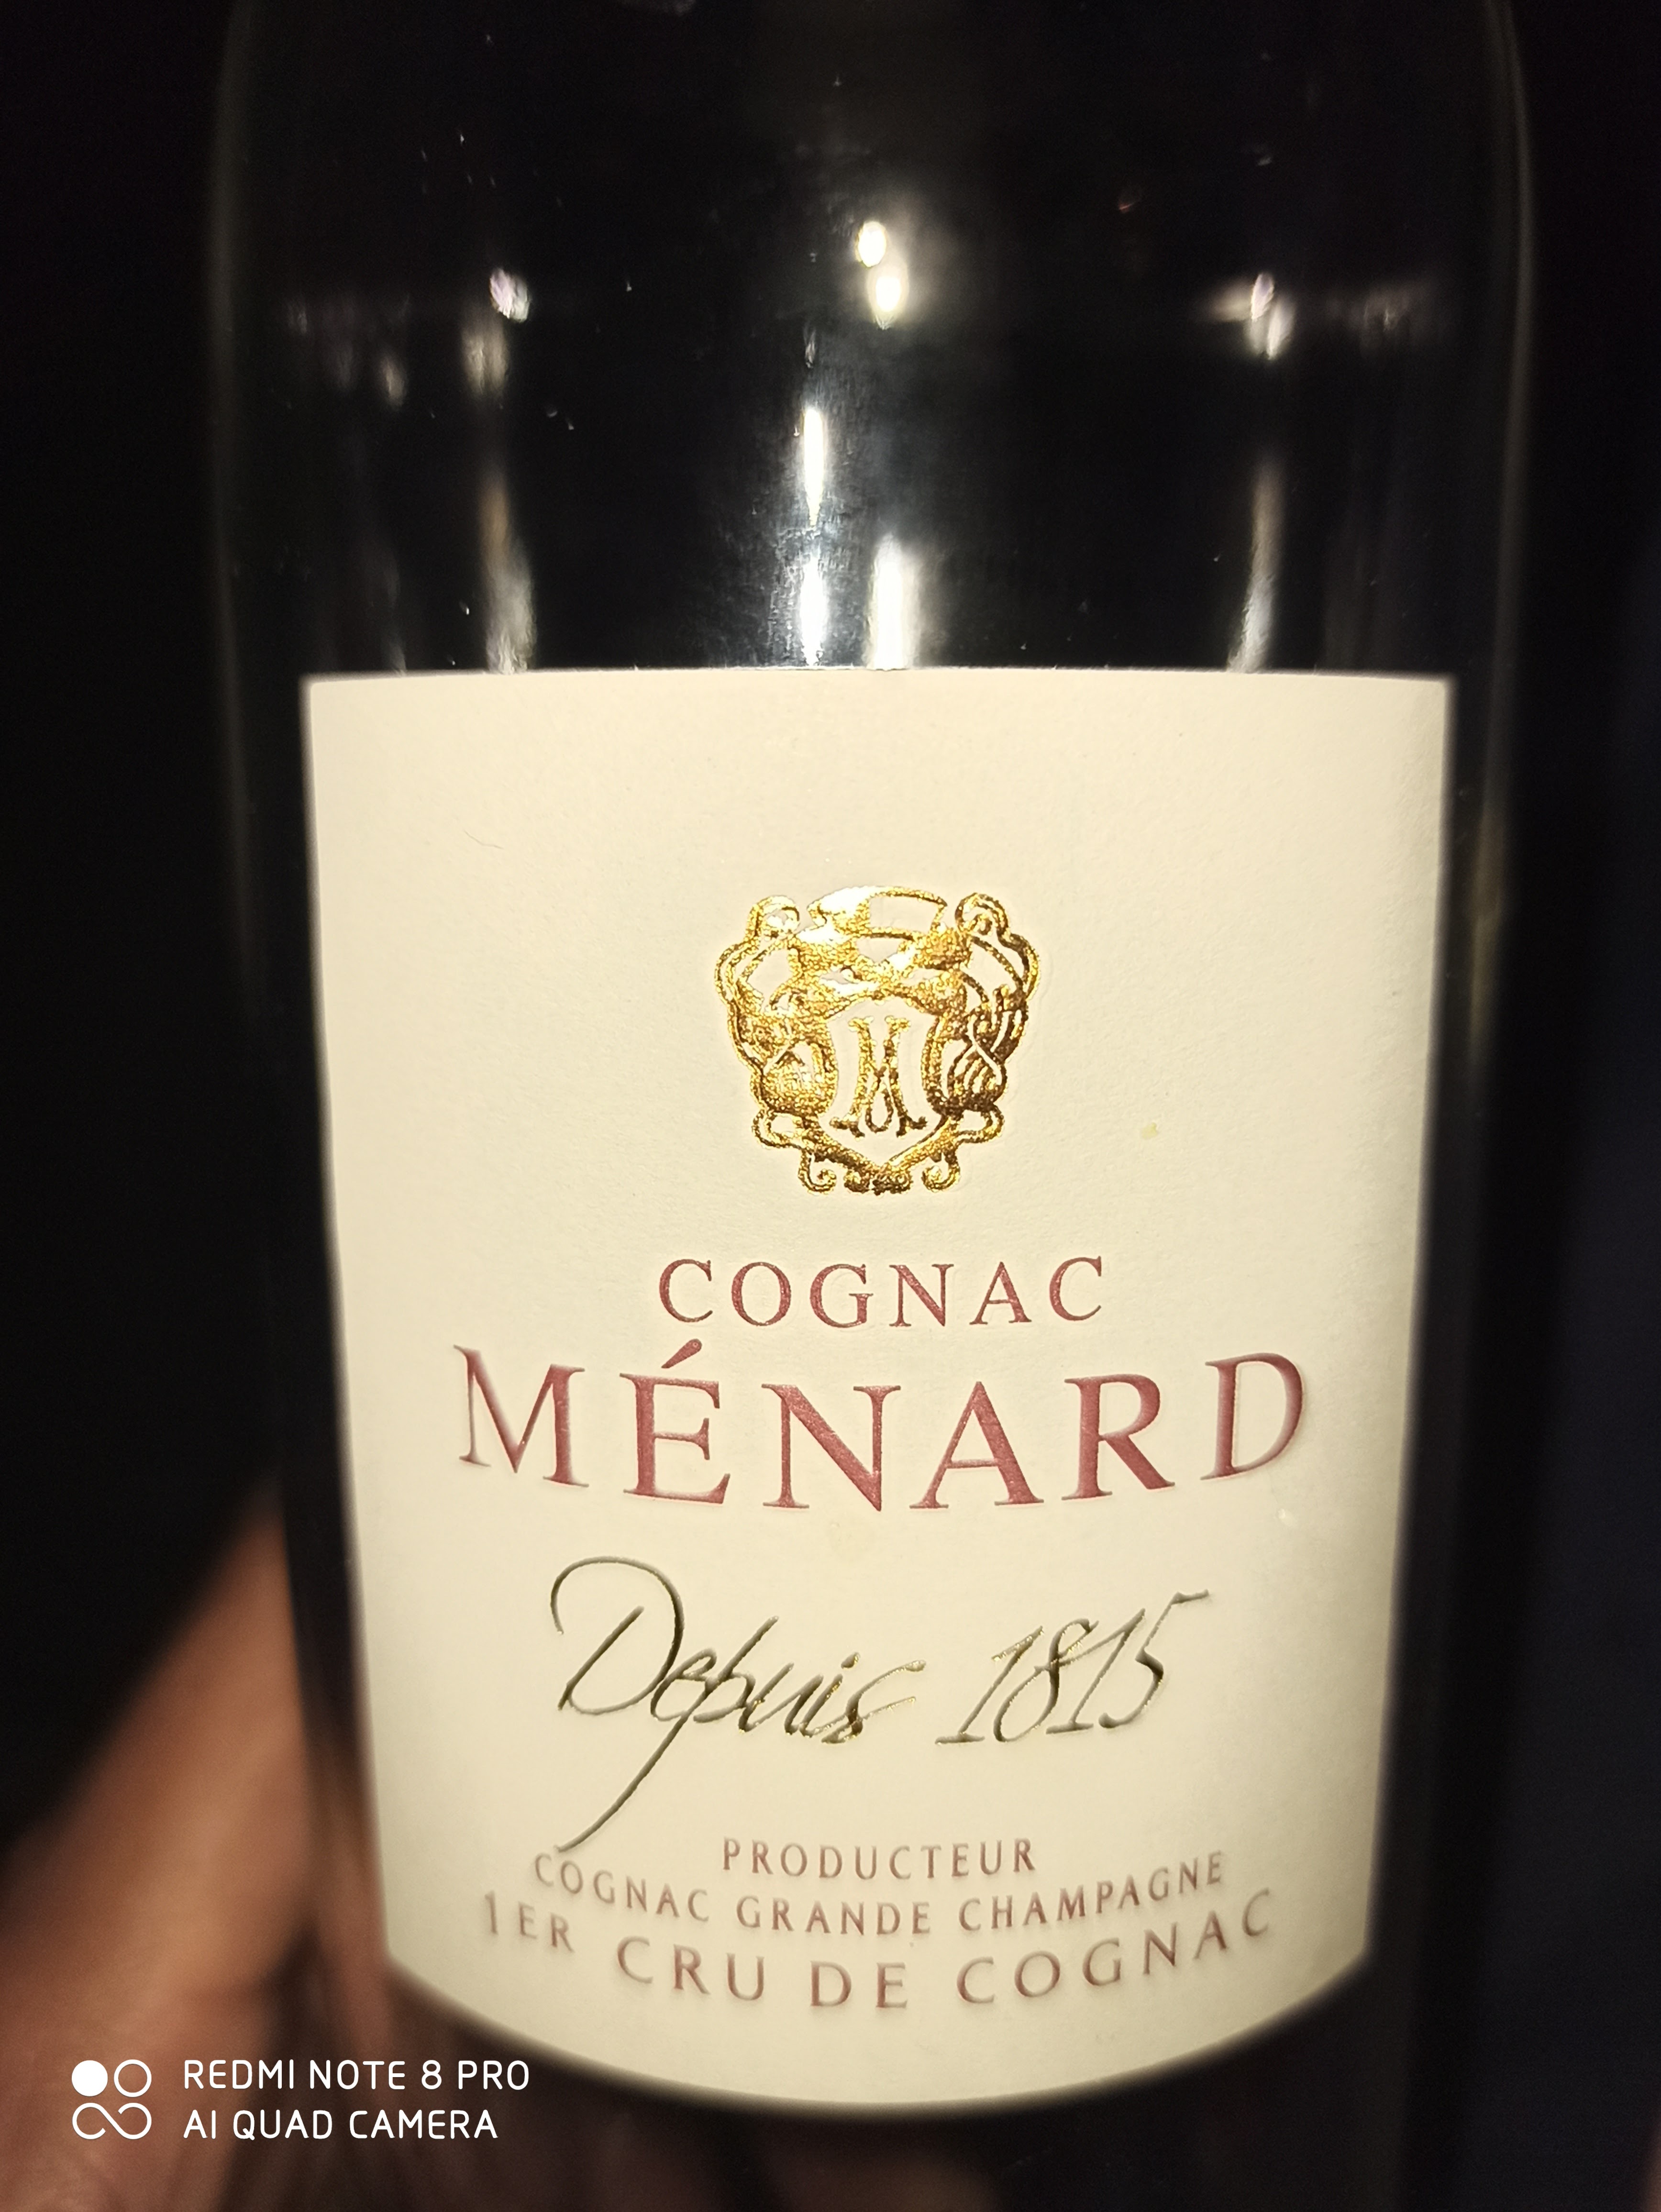 M
COGNAC
MÉNARD
Depuis 1815
PRODUCTEUR
COGNAC GRANDE CHAMPAGNE
1ER CRU DE COGNAC
REDMI NOTE 8 PRO
AI QUAD CAMERA